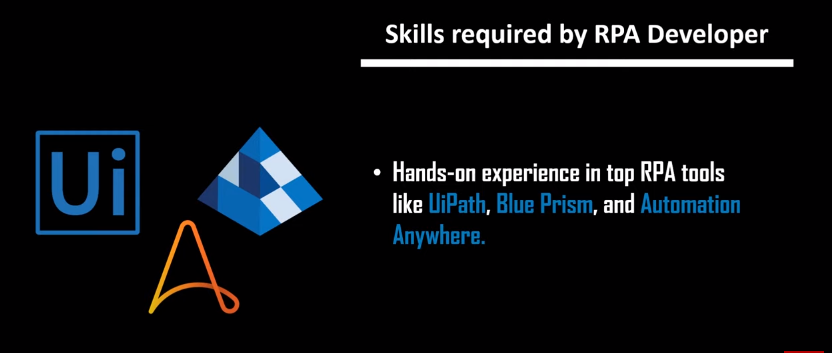 Skills required by RPA Developer
Ui
• Hands-on experience in top RPA tools
like UiPath, Blue Prism, and Automation
Anywhere.